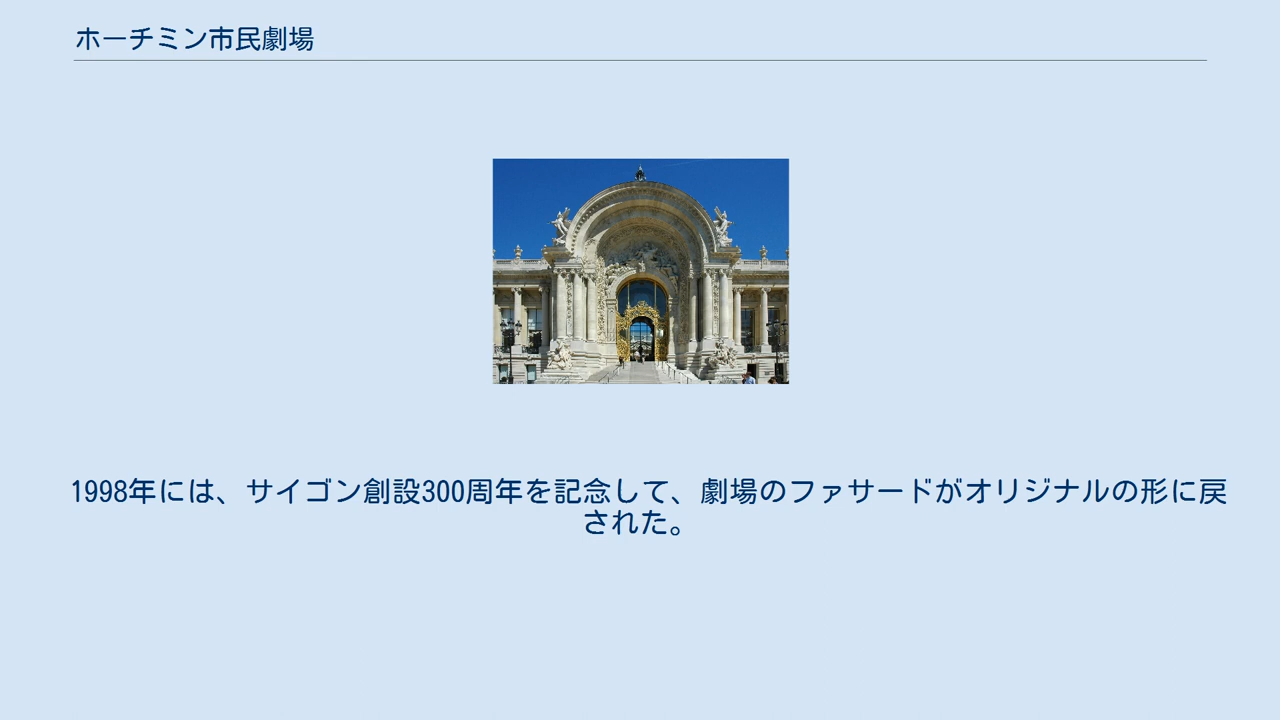 ホーチミン市民劇場
1998年には、サイゴン創設300周年を記念して、劇場のファサードがオリジナルの形に戻
された。